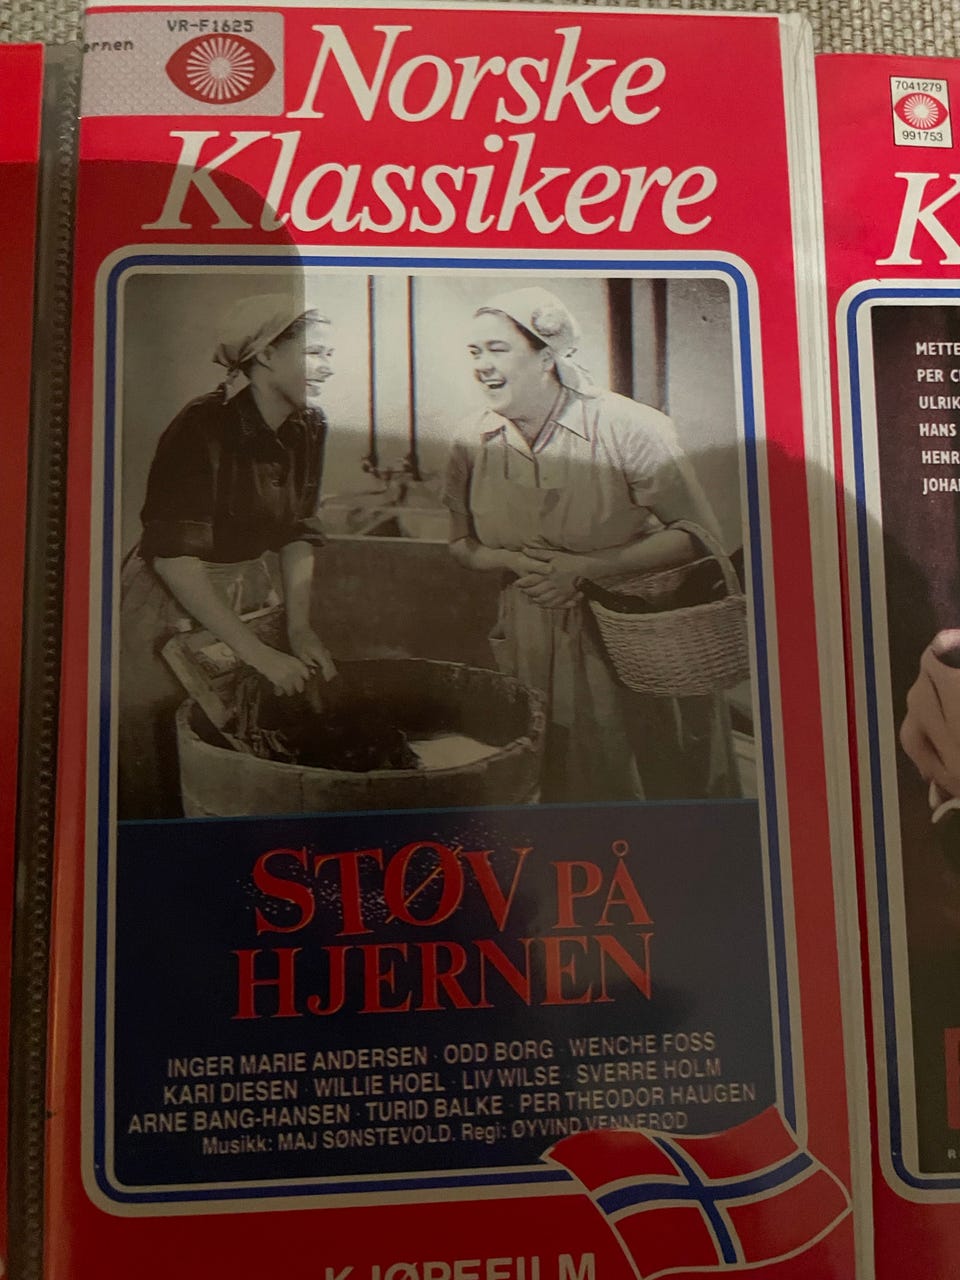 VR-F1625
ernen
Norske
Klassikere
STØV PÅ
HJERNEN
INGER MARIE ANDERSEN · ODD BORG · WENCHE FOSS
KARI DIESEN · WILLIE HOEL · LIV WILSE · SVERRE HOLM
ARNE BANG-HANSEN · TURID BALKE · PER THEODOR HAUGEN
Musikk: MAJ SØNSTEVOLD. Regi: ØYVIND VENNERØD
KJØPEFILM
7041279
991753
K
METTE
PER C
ULRIK
HANS
HENR
JOHA
R